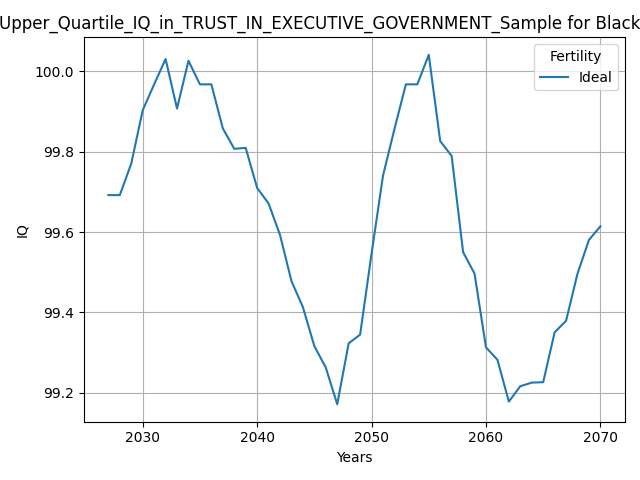 Upper_Quartile_IQ_in_TRUST_IN_EXECUTIVE_GOVERNMENT_Sample for Black
Fertility
Ideal
100.0
99.8
99.6
99.4
99.2
IQ
2030 2040 2050 2060 2070
Years